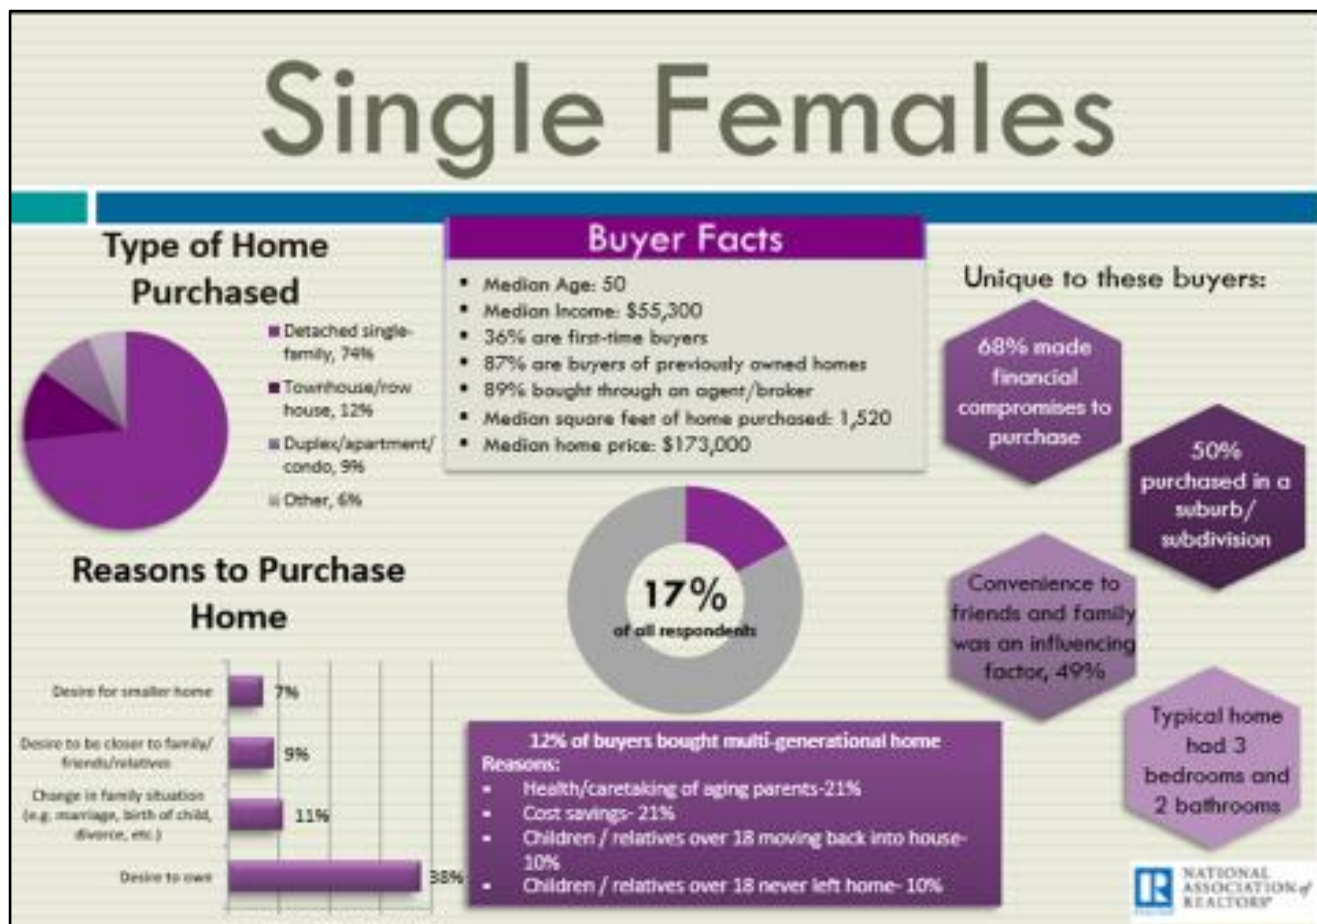 Single Females
Type of Home
Purchased
Detached single-
family, 74%
Townhouse/row
house, 12%
Duplex/apartment/
condo, 9%
Other, 6%
Buyer Facts
Median Age: 50
Median Income: $55,300
36% are first-time buyers
87% are buyers of previously owned homes
89% bought through an agent/broker
Median square feet of home purchased: 1,520
Median home price: $173,000
Unique to these buyers:
68% made
financial
compromises to
purchase
50%
purchased in a
suburb/
subdivision
Convenience to
friends and family
was an influencing
factor, 49%
Typical home
had 3
bedrooms and
2 bathrooms
17%
of all respondents
Reasons to Purchase
Home
Desire for smaller home
7%
Desire to be closer to family/
friends/relatives
9%
Change in family situation
(e.g. marriage, birth of child,
divorce, etc.)
11%
Desire to own
38%
12% of buyers bought multi-generational home
Reasons:
Health/caretaking of aging parents-21%
Cost savings- 21%
Children / relatives over 18 moving back into house-
10%
Children / relatives over 18 never left home- 10%
NATIONAL
ASSOCIATION of
REALTORS®